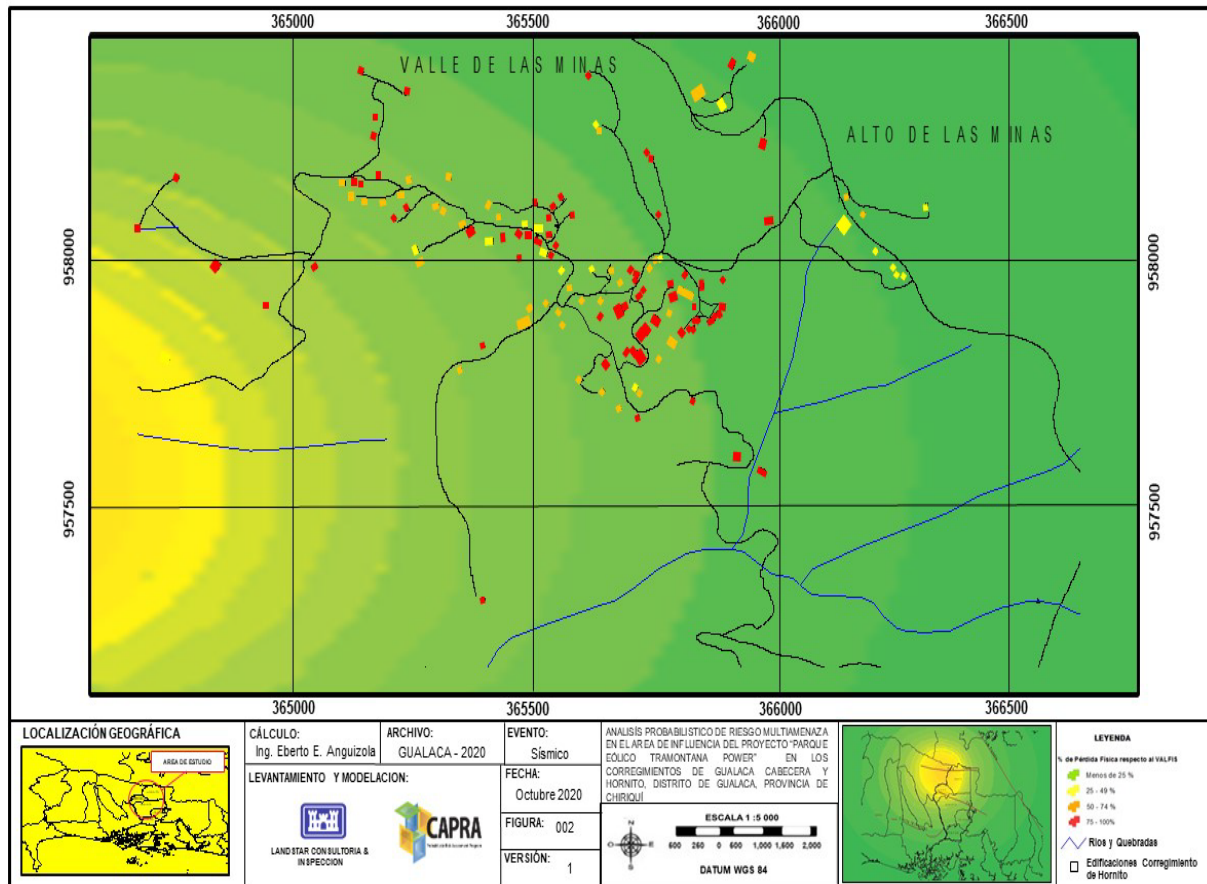 365000 365500 366000 366500
VALLE DE LAS MINAS
ALTO DE LAS MINAS
958000 958000
957500 957500
365000 365500 366000 366500
LOCALIZACIÓN GEOGRÁFICA
AREA DE ESTUDIO
CÁLCULO:
Ing. Eberto E. Anguizola
ARCHIVO:
GUALACA - 2020
LEVANTAMIENTO Y MODELACION:
LANDSTAR CONSULTORIA &
INSPECCION
CAPRA
EVENTO:
Sísmico
FECHA:
Octubre 2020
FIGURA: 002
VERSIÓN:
1
ANALISIS PROBABILISTICO DE RIESGO MULTIAMENAZA
EN EL AREA DE INFLUENCIA DEL PROYECTO "PARQUE
EÓLICO TRAMONTANA POWER" EN LOS
CORREGIMIENTOS DE GUALACA CABECERA Y
HORNITO, DISTRITO DE GUALACA, PROVINCIA DE
CHIRIQUÍ
N
O E
S
ESCALA 1 :5 000
500 250 0 500 1,000 1,500 2,000
DATUM WGS 84
LEYENDA
% de Pérdida Física respecto al VALFIS
Menos de 25 %
25 - 49 %
50 - 74 %
75 - 100%
Rios y Quebradas
Edificaciones Corregimiento
de Hornito